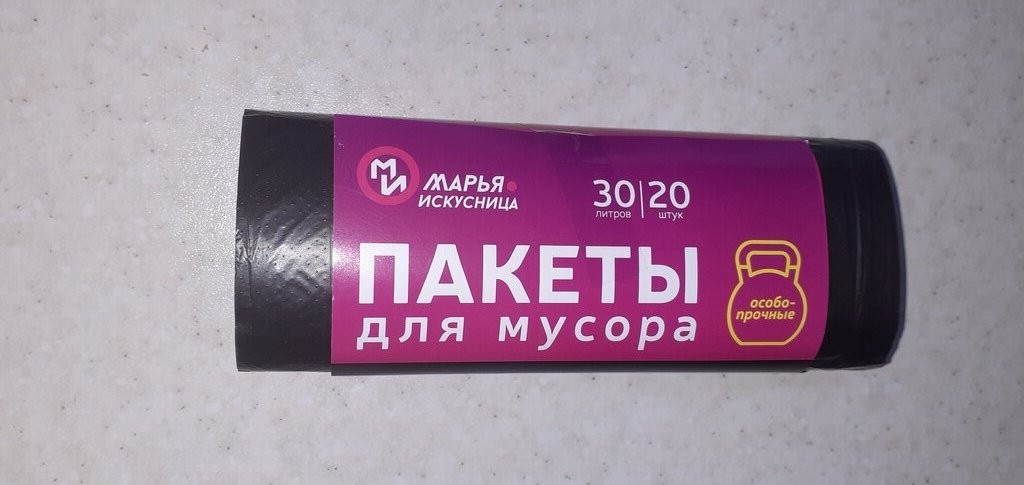 МИ
МАРЬЯ
ИСКУСНИЦА
30 | 20
литров штук
ПАКЕТЫ
для мусора
особо-
прочные